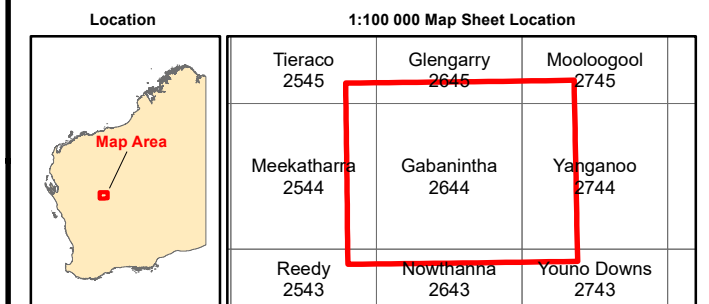 Location
1:100 000 Map Sheet Location
Map Area
Tieraco
2545
Glengarry
2645
Mooloogool
2745
Meekatharra
2544
Gabanintha
2644
Yanganoo
2744
Reedy
2543
Nowthanna
2643
Youno Downs
2743